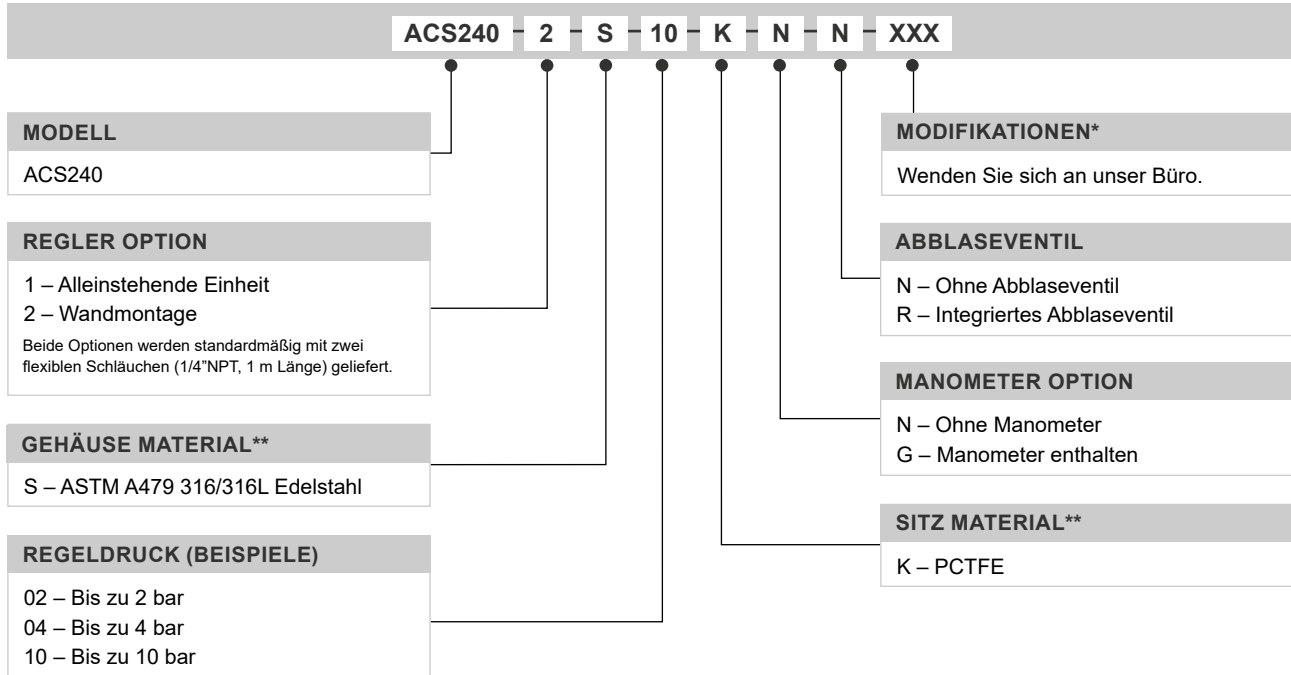 ACS240 - 2 - S - 10 - K - N - N - XXX
MODELL
ACS240
REGLER OPTION
1 – Alleinstehende Einheit
2 – Wandmontage
Beide Optionen werden standardmäßig mit zwei
flexiblen Schläuchen (1/4”NPT, 1 m Länge) geliefert.
GEHÄUSE MATERIAL**
S – ASTM A479 316/316L Edelstahl
REGELDRUCK (BEISPIELE)
02 – Bis zu 2 bar
04 – Bis zu 4 bar
10 – Bis zu 10 bar
MODIFIKATIONEN*
Wenden Sie sich an unser Büro.
ABBLASEVENTIL
N – Ohne Abblaseventil
R – Integriertes Abblaseventil
MANOMETER OPTION
N – Ohne Manometer
G – Manometer enthalten
SITZ MATERIAL**
K – PCTFE